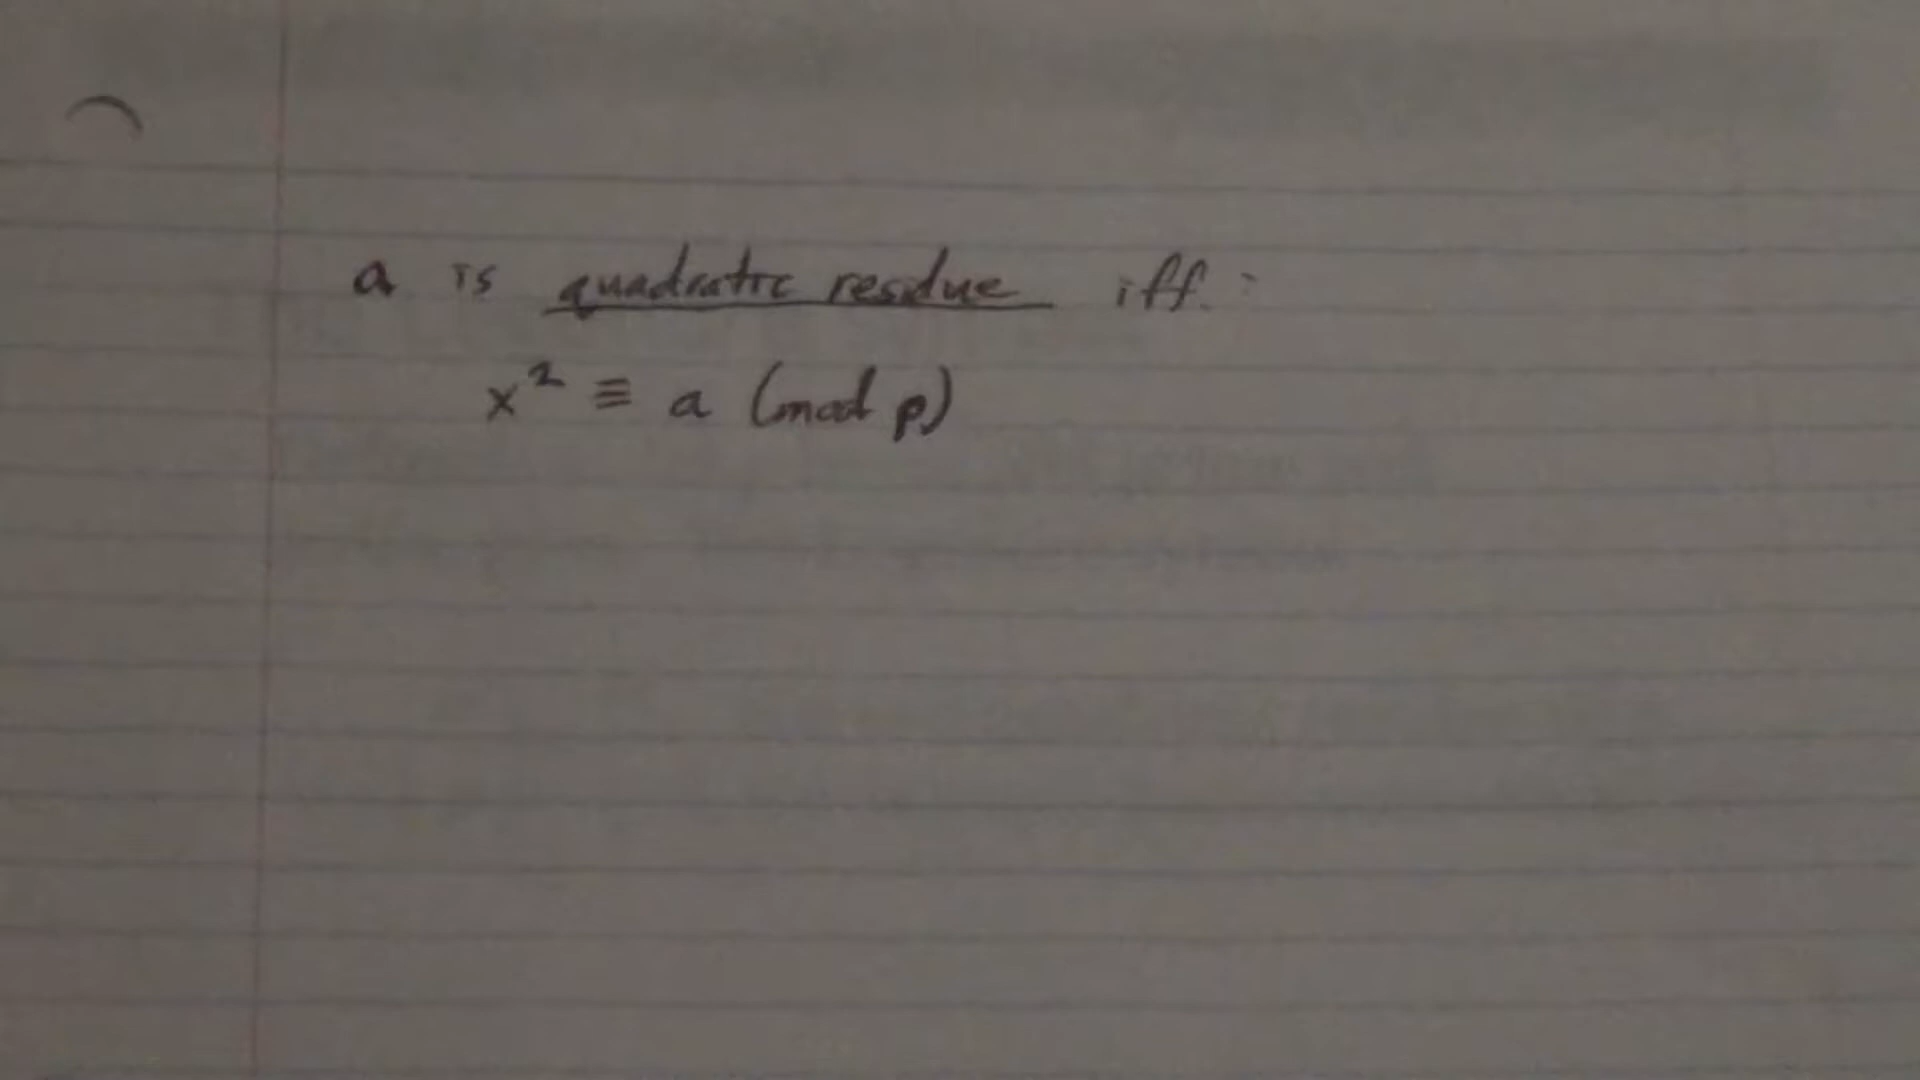 a is quadratic residue iff :
x² ≡ a (mod p)